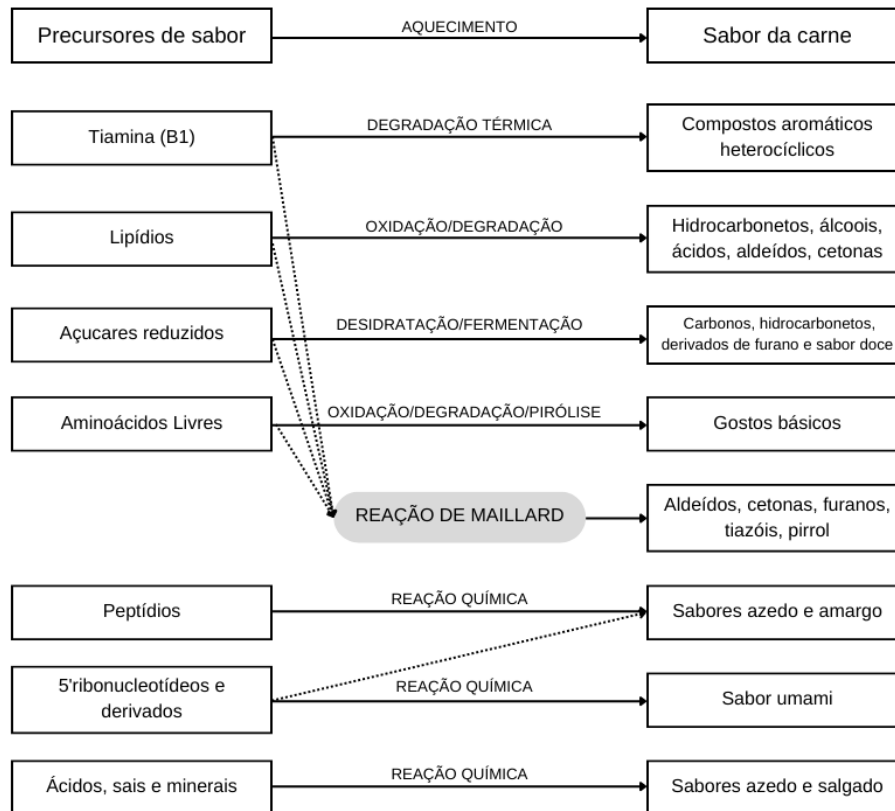 Precursores de sabor
AQUECIMENTO
Sabor da carne
Tiamina (B1)
DEGRADAÇÃO TÉRMICA
Compostos aromáticos
heterocíclicos
Lipídios
OXIDAÇÃO/DEGRADAÇÃO
Hidrocarbonetos, álcoois,
ácidos, aldeídos, cetonas
Açucares reduzidos
DESIDRATAÇÃO/FERMENTAÇÃO
Carbonos, hidrocarbonetos,
derivados de furano e sabor doce
Aminoácidos Livres
OXIDAÇÃO/DEGRADAÇÃO/PIRÓLISE
Gostos básicos
REAÇÃO DE MAILLARD
Aldeídos, cetonas, furanos,
tiazóis, pirrol
Peptídios
REAÇÃO QUÍMICA
Sabores azedo e amargo
5'ribonucleotídeos e
derivados
REAÇÃO QUÍMICA
Sabor umami
Ácidos, sais e minerais
REAÇÃO QUÍMICA
Sabores azedo e salgado